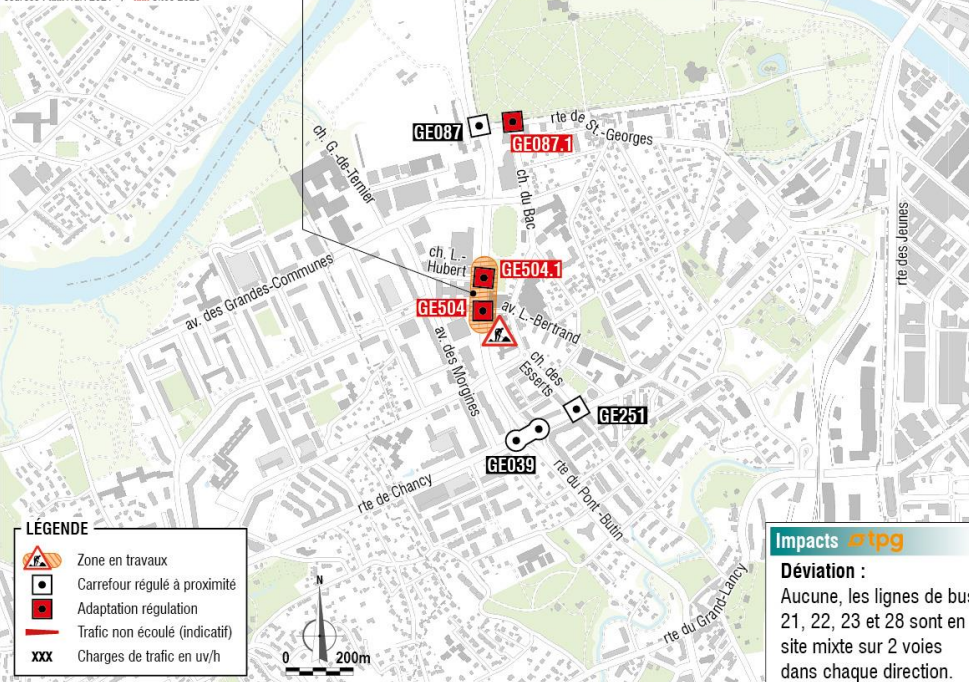 GE087
GE087.1
rte de St.-Georges
ch. G.-de-Ternier
ch. du Bac
rte des Jeunes
ch. L.-
Hubert
GE504.1
av. des Grandes-Communes
GE504
av. L.-Bertrand
av. des Morgines
ch. des
Esserts
GE251
GE039
rte de Chancy
rte du Pont-Butin
rte du Grand-Lancy
LÉGENDE
Zone en travaux
Carrefour régulé à proximité
Adaptation régulation
Trafic non écoulé (indicatif)
XXX Charges de trafic en uv/h
N
0 200m
Impacts tpg
Déviation :
Aucune, les lignes de bus
21, 22, 23 et 28 sont en
site mixte sur 2 voies
dans chaque direction.